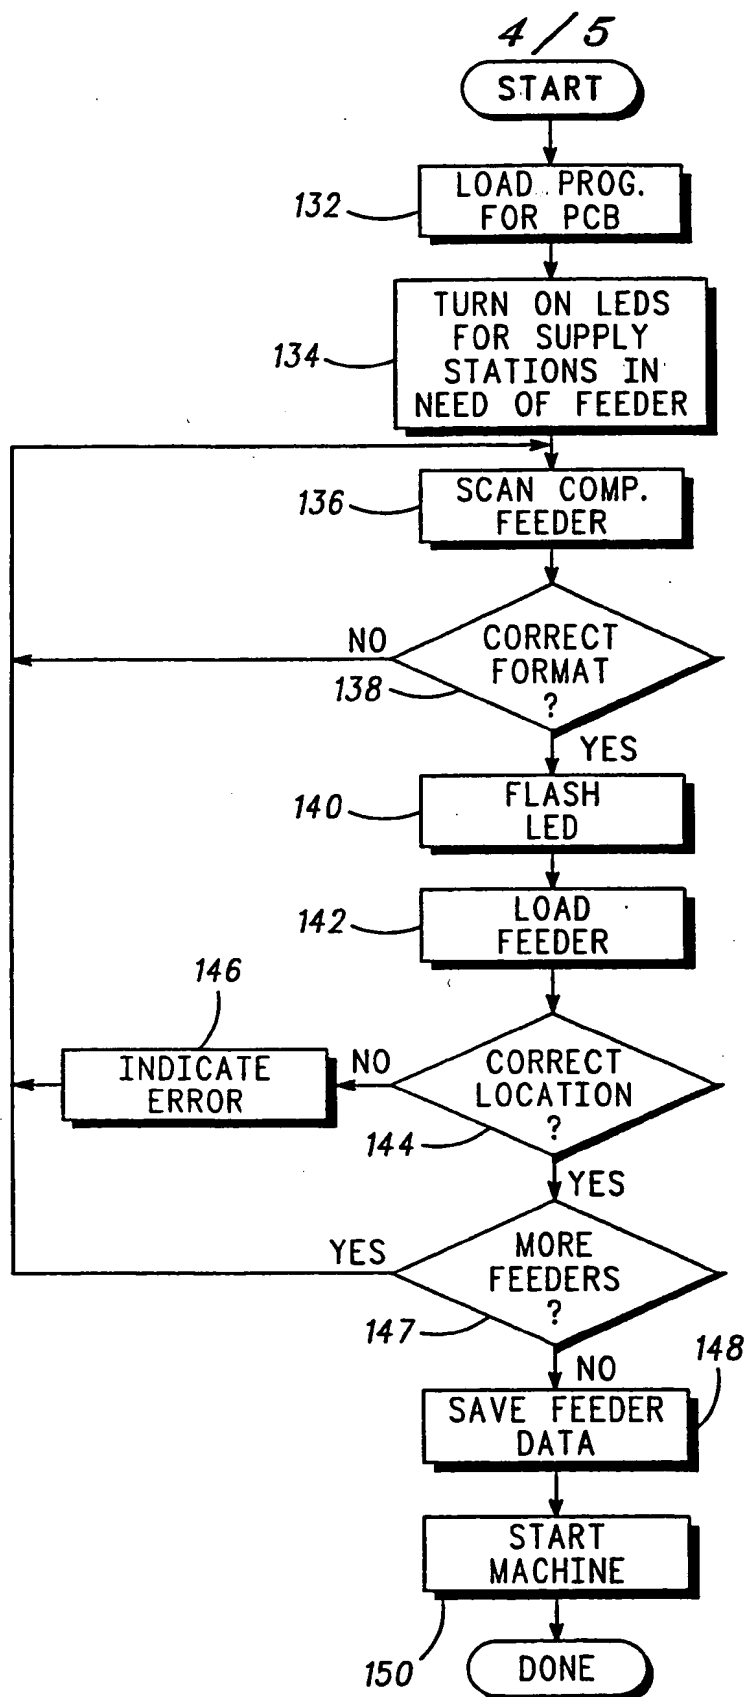 4/5
START
132
LOAD PROG.
FOR PCB
134
TURN ON LEDS
FOR SUPPLY
STATIONS IN
NEED OF FEEDER
136
SCAN COMP.
FEEDER
NO
CORRECT
FORMAT
?
138
YES
140
FLASH
LED
142
LOAD
FEEDER
146
INDICATE
ERROR
NO
CORRECT
LOCATION
?
144
YES
YES
MORE
FEEDERS
?
147
NO
148
SAVE FEEDER
DATA
START
MACHINE
150
DONE